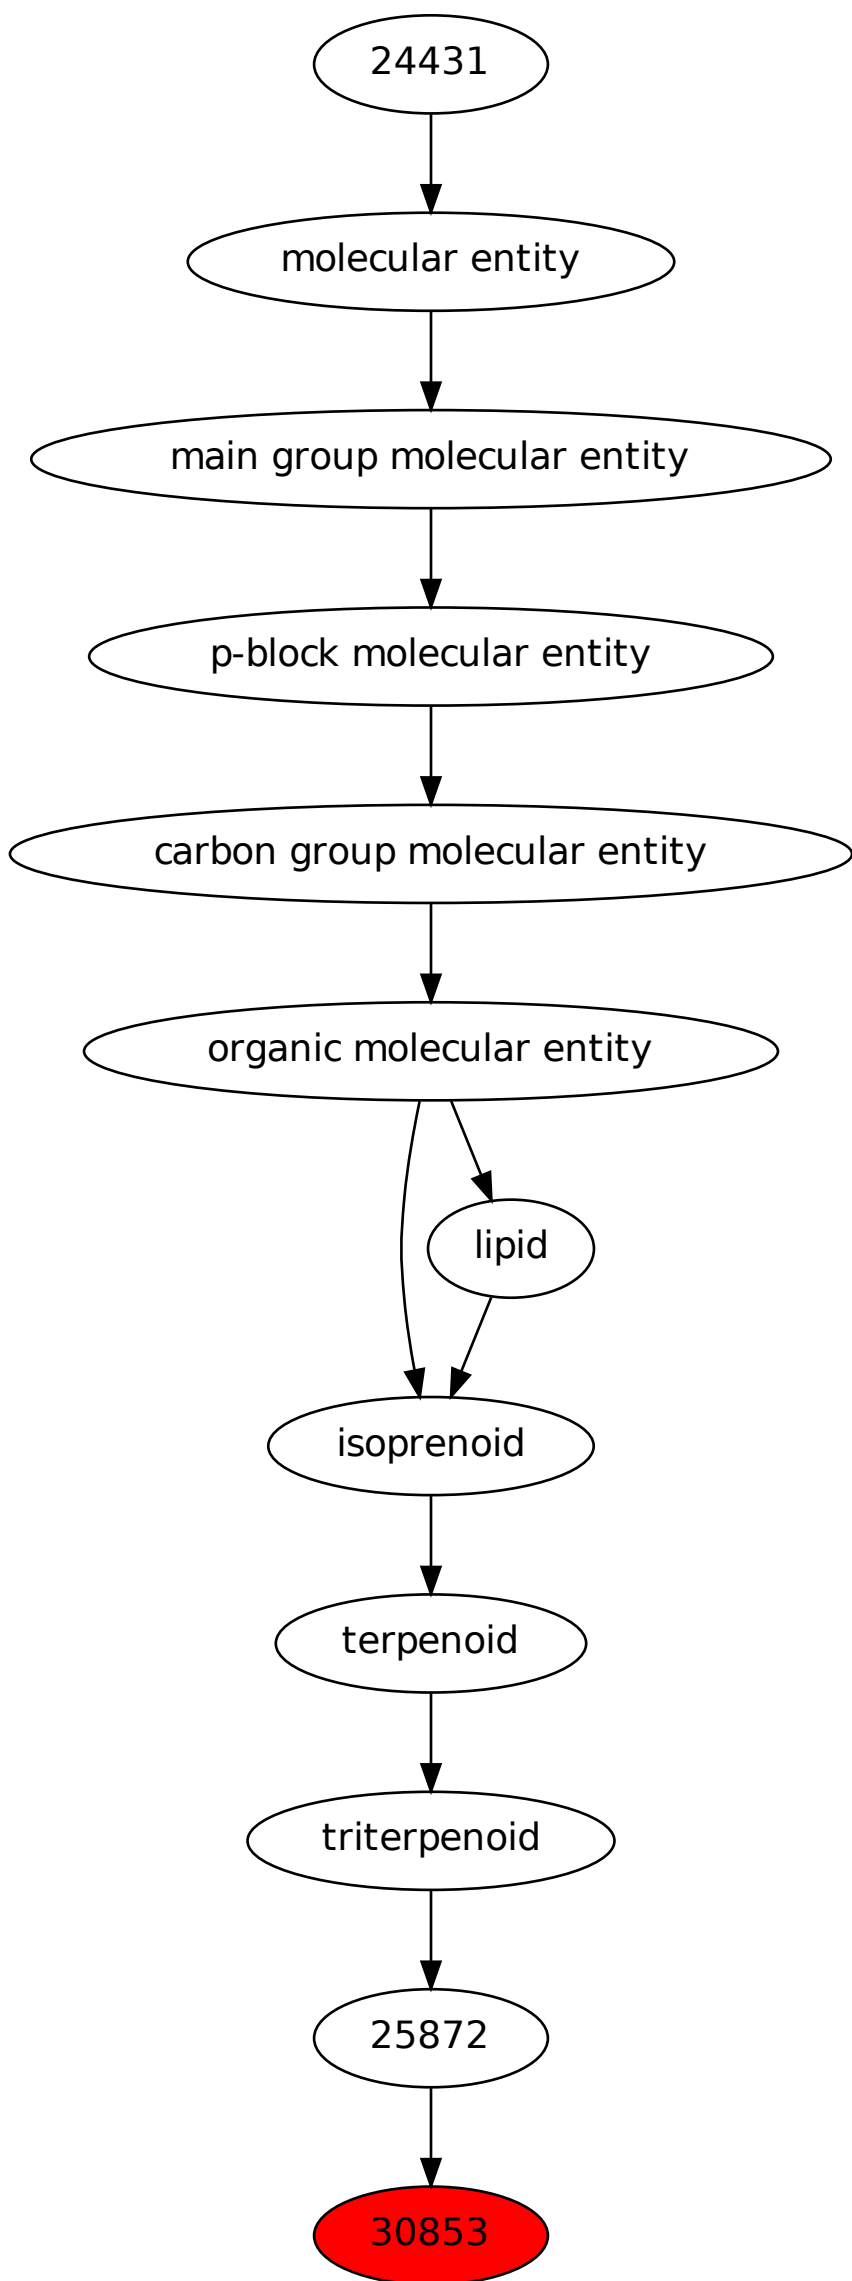 24431
molecular entity
main group molecular entity
p-block molecular entity
carbon group molecular entity
organic molecular entity
lipid
isoprenoid
terpenoid
triterpenoid
25872
30853